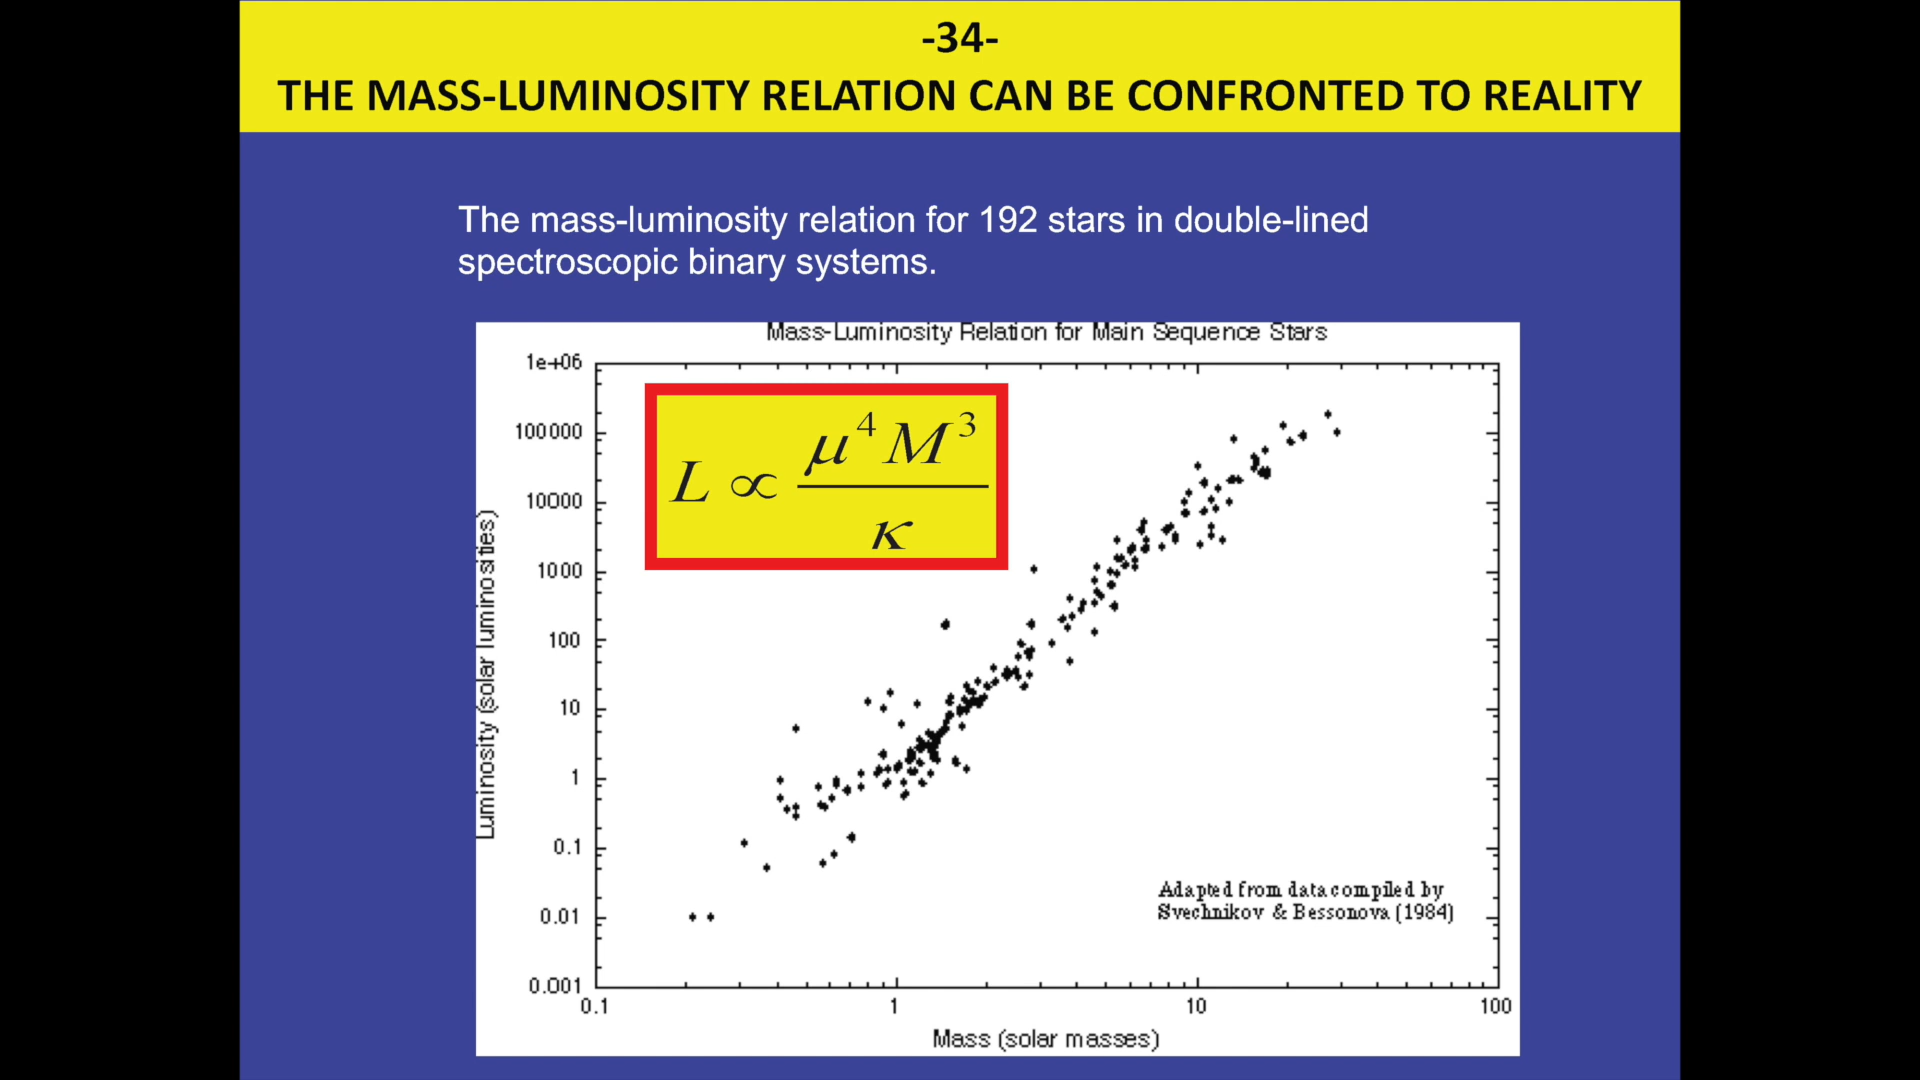 -34-
THE MASS-LUMINOSITY RELATION CAN BE CONFRONTED TO REALITY
The mass-luminosity relation for 192 stars in double-lined
spectroscopic binary systems.
Mass-Luminosity Relation for Main Sequence Stars
1e+06
100000
10000
1000
100
10
1
0.1
0.01
0.001
Luminosity (solar luminosities)
L ∝ μ⁴ M³
κ
Adapted from data compiled by
Svechnikov & Bessonova (1984)
0.1 1 10 100
Mass (solar masses)